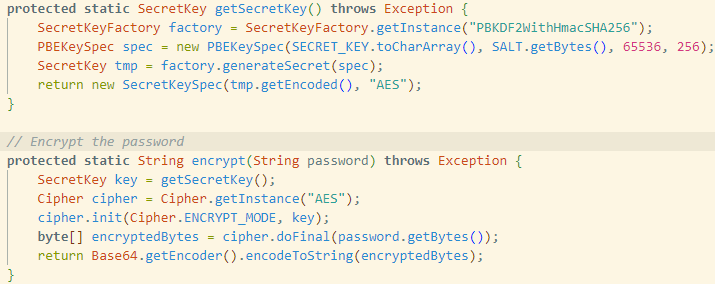 protected static SecretKey getSecretKey() throws Exception {
    SecretKeyFactory factory = SecretKeyFactory.getInstance("PBKDF2WithHmacSHA256");
    PBEKeySpec spec = new PBEKeySpec(SECRET_KEY.toCharArray(), SALT.getBytes(), 65536, 256);
    SecretKey tmp = factory.generateSecret(spec);
    return new SecretKeySpec(tmp.getEncoded(), "AES");
}
// Encrypt the password
protected static String encrypt(String password) throws Exception {
    SecretKey key = getSecretKey();
    Cipher cipher = Cipher.getInstance("AES");
    cipher.init(Cipher.ENCRYPT_MODE, key);
    byte[] encryptedBytes = cipher.doFinal(password.getBytes());
    return Base64.getEncoder().encodeToString(encryptedBytes);
}